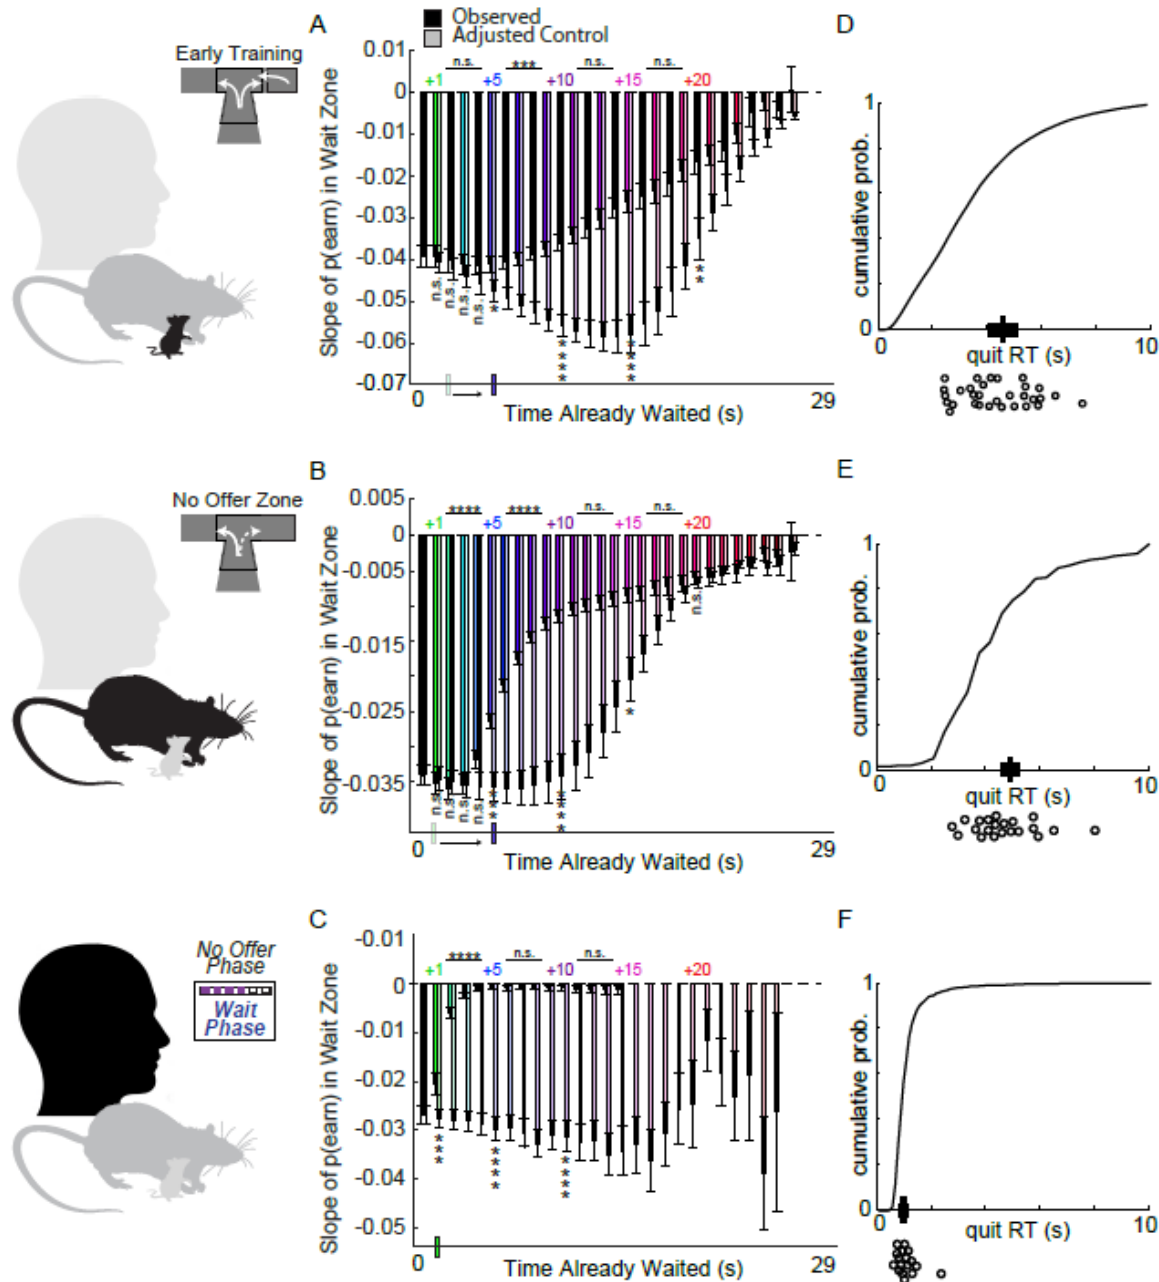 A
Observed
Adjusted Control
D
Early Training
0.01
0
-0.01
-0.02
-0.03
-0.04
-0.05
-0.06
-0.07
Slope of p(earn) in Wait Zone
n.s.
***
n.s.
n.s.
+1
+5
+10
+15
+20
n.s.
n.s.
n.s.
n.s.
*
****
****
**
0
29
Time Already Waited (s)
1
0
cumulative prob.
0
10
quit RT (s)
B
E
No Offer Zone
0.005
0
-0.005
-0.015
-0.025
-0.035
Slope of p(earn) in Wait Zone
****
****
n.s.
n.s.
+1
+5
+10
+15
+20
n.s.
n.s.
n.s.
n.s.
****
****
*
n.s.
0
29
Time Already Waited (s)
1
0
cumulative prob.
0
10
quit RT (s)
C
F
No Offer
Phase
Wait
Phase
-0.01
0
-0.01
-0.02
-0.03
-0.04
-0.05
Slope of p(earn) in Wait Zone
****
n.s.
n.s.
+1
+5
+10
+15
+20
***
****
****
0
29
Time Already Waited (s)
1
0
cumulative prob.
0
10
quit RT (s)